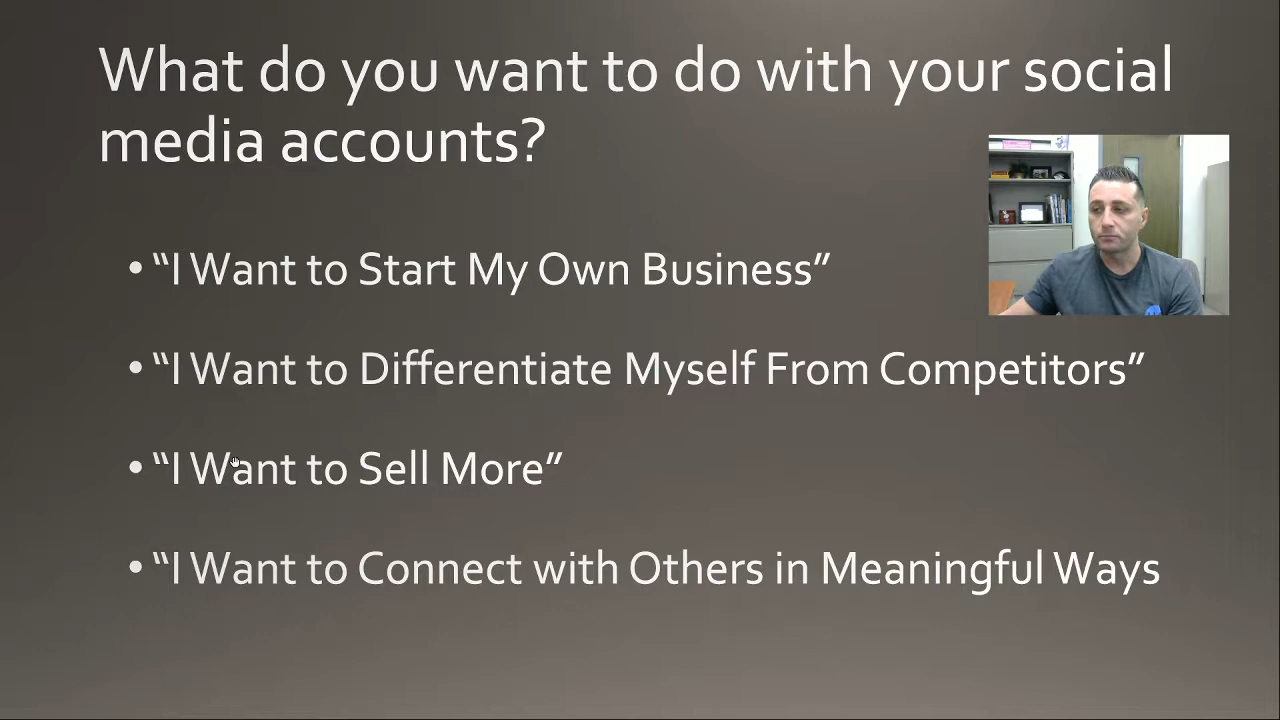 What do you want to do with your social
media accounts?
• “I Want to Start My Own Business”
• “I Want to Differentiate Myself From Competitors”
• “I Want to Sell More”
• “I Want to Connect with Others in Meaningful Ways